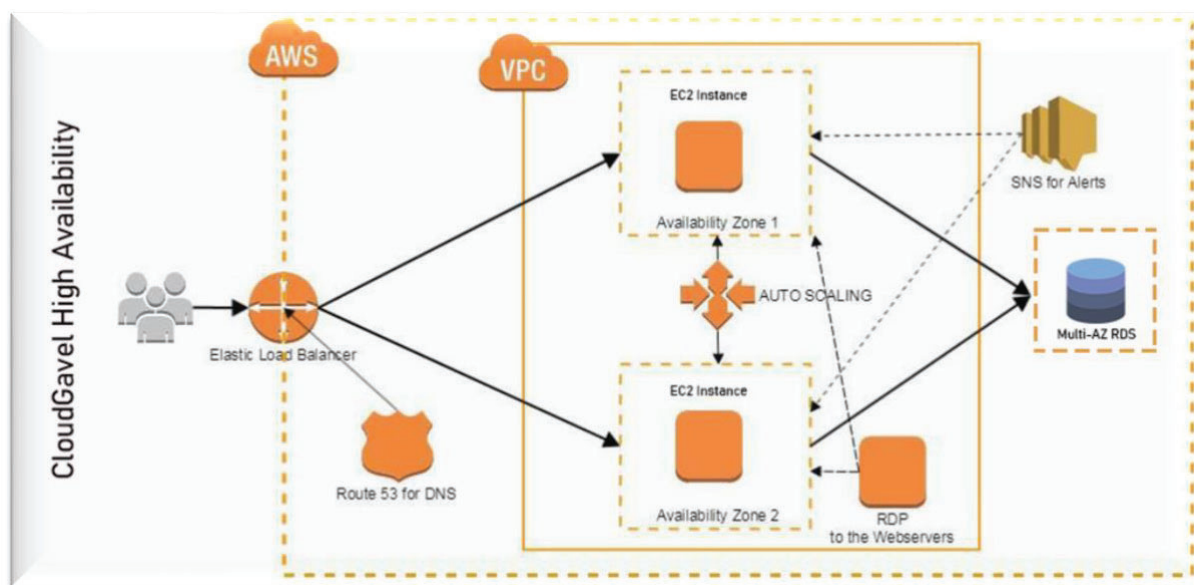 CloudGavel High Availability
AWS
VPC
EC2 Instance
Availability Zone 1
SNS for Alerts
AUTO SCALING
Multi-AZ RDS
Elastic Load Balancer
EC2 Instance
Route 53 for DNS
Availability Zone 2
RDP
to the Webservers